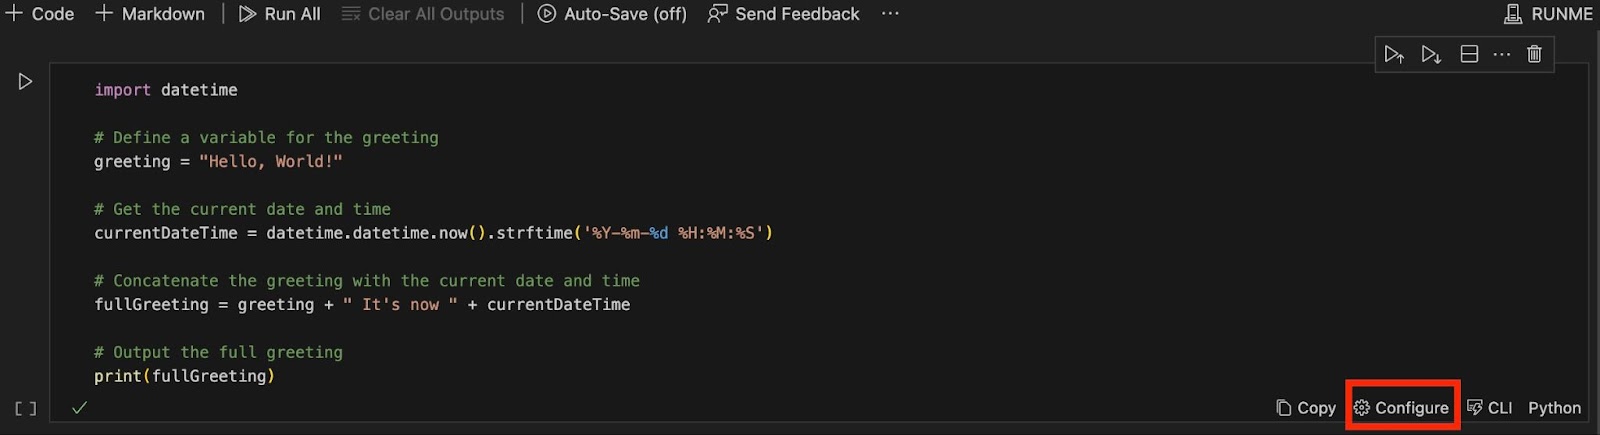 + Code + Markdown | Run All Clear All Outputs | Auto-Save (off) Send Feedback ··· RUNME
···
import datetime
# Define a variable for the greeting
greeting = "Hello, World!"
# Get the current date and time
currentDateTime = datetime.datetime.now().strftime('%Y-%m-%d %H:%M:%S')
# Concatenate the greeting with the current date and time
fullGreeting = greeting + " It's now " + currentDateTime
# Output the full greeting
print(fullGreeting)
[ ] Copy Configure CLI Python